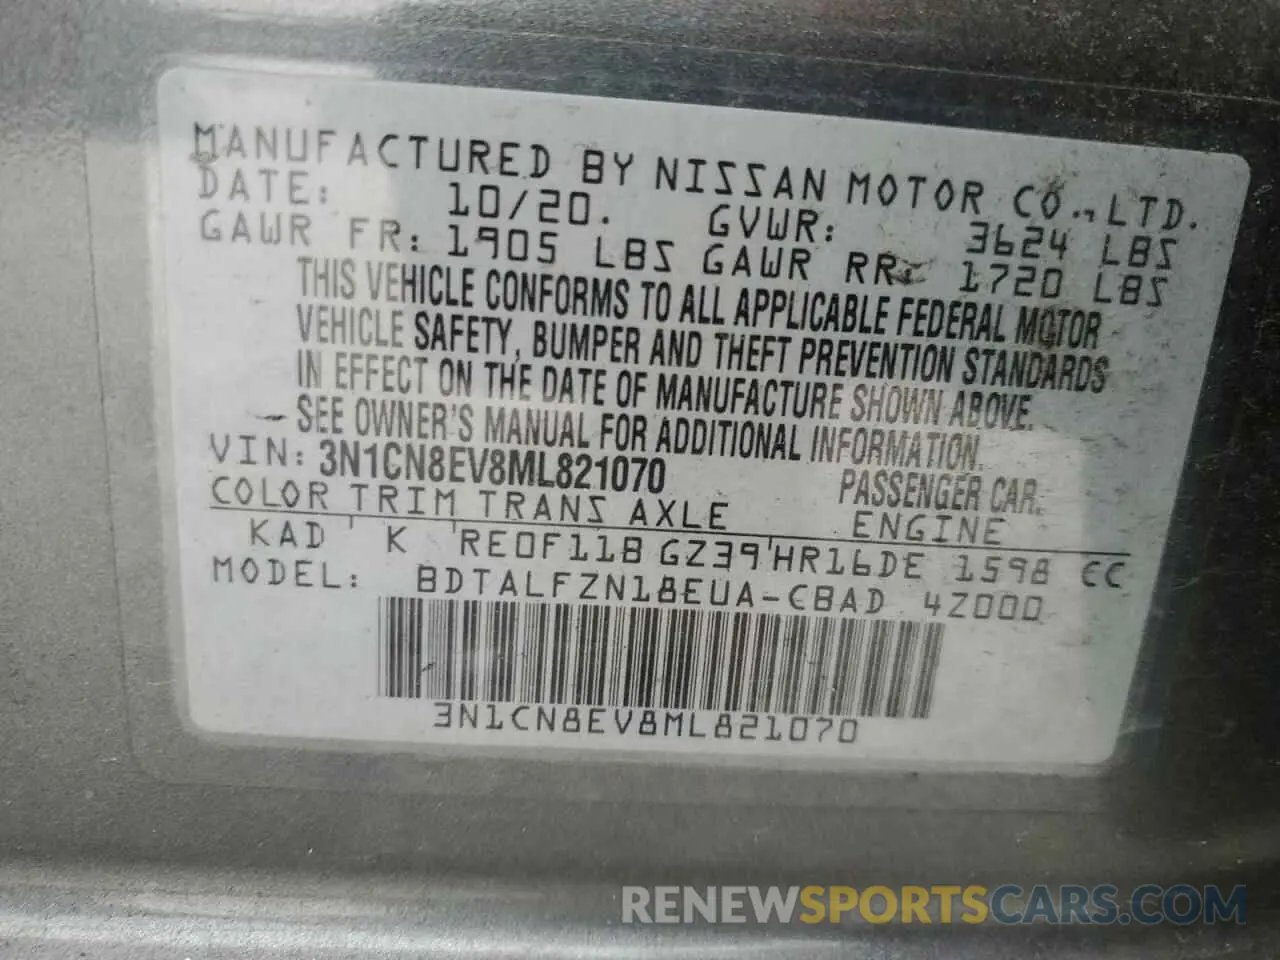 MANUFACTURED BY NISSAN MOTOR CO., LTD.
DATE: 10/20. GVWR: 3624 LBS
GAWR FR: 1905 LBS GAWR RR: 1720 LBS
THIS VEHICLE CONFORMS TO ALL APPLICABLE FEDERAL MOTOR
VEHICLE SAFETY, BUMPER AND THEFT PREVENTION STANDARDS
IN EFFECT ON THE DATE OF MANUFACTURE SHOWN ABOVE.
SEE OWNER'S MANUAL FOR ADDITIONAL INFORMATION.
VIN: 3N1CN8EV8ML821070 PASSENGER CAR.
COLOR TRIM TRANS AXLE ENGINE
KAD K RE0F11B GZ39 HR16DE 1598 CC
MODEL: BDTALFZN18EUA-CBAD 4Z000
3N1CN8EV8ML821070
RENEWSPORTSCARS.COM